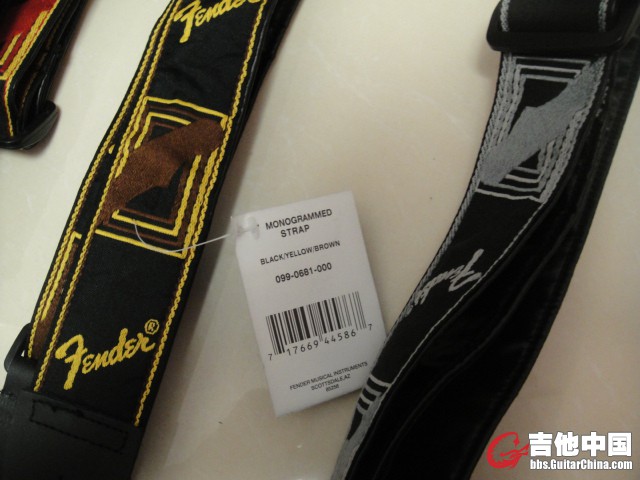 Fender
MONOGRAMMED
STRAP
BLACK/YELLOW/BROWN
099-0681-000
7 17669 44586 7
FENDER MUSICAL INSTRUMENTS
SCOTTSDALE, AZ
85258
Fender®
Fender
吉他中国
bbs.GuitarChina.com